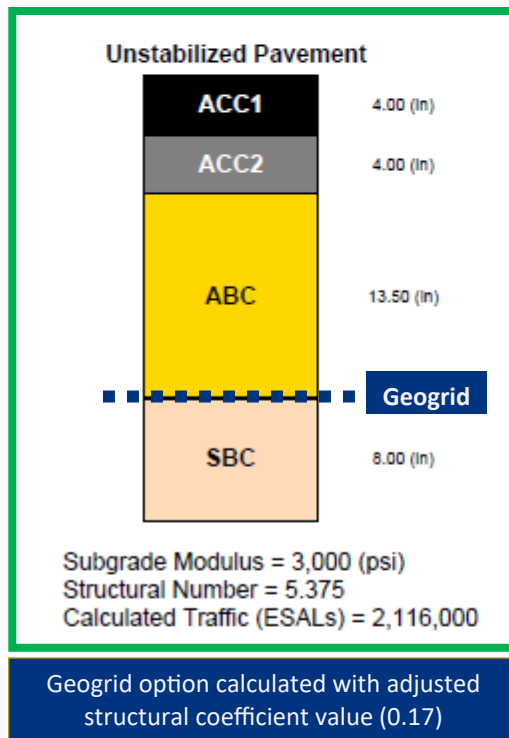 Unstabilized Pavement
ACC1 4.00 (in)
ACC2 4.00 (in)
ABC 13.50 (in)
Geogrid
SBC 8.00 (in)
Subgrade Modulus = 3,000 (psi)
Structural Number = 5.375
Calculated Traffic (ESALs) = 2,116,000
Geogrid option calculated with adjusted
structural coefficient value (0.17)